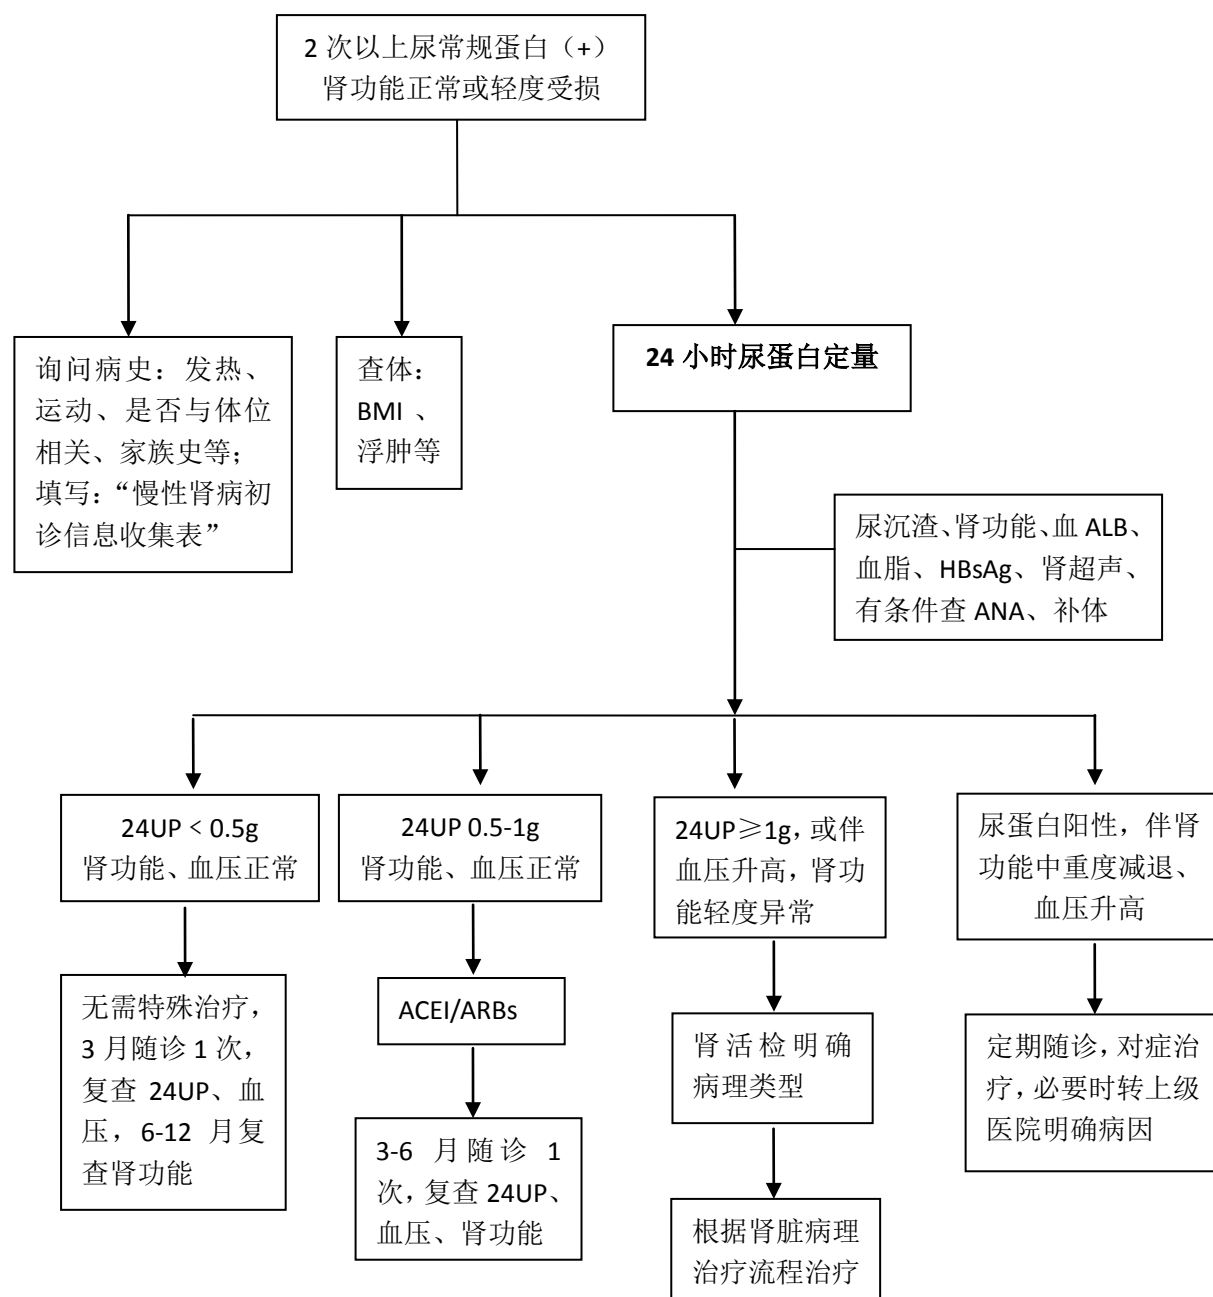 2 次以上尿常规蛋白（+）
肾功能正常或轻度受损
询问病史：发热、
运动、是否与体位
相关、家族史等；
填写：“慢性肾病初
诊信息收集表”
查体：
BMI 、
浮肿等
24 小时尿蛋白定量
尿沉渣、肾功能、血 ALB、
血脂、HBsAg、肾超声、
有条件查 ANA、补体
24UP < 0.5g
肾功能、血压正常
24UP 0.5-1g
肾功能、血压正常
24UP≥1g，或伴
血压升高，肾功
能轻度异常
尿蛋白阳性，伴肾
功能中重度减退、
血压升高
无需特殊治疗，
3 月随诊 1 次，
复查 24UP、血
压，6-12 月复
查肾功能
ACEI/ARBs
3-6 月随诊 1
次，复查 24UP、
血压、肾功能
肾活检明确
病理类型
根据肾脏病理
治疗流程治疗
定期随诊，对症治
疗，必要时转上级
医院明确病因